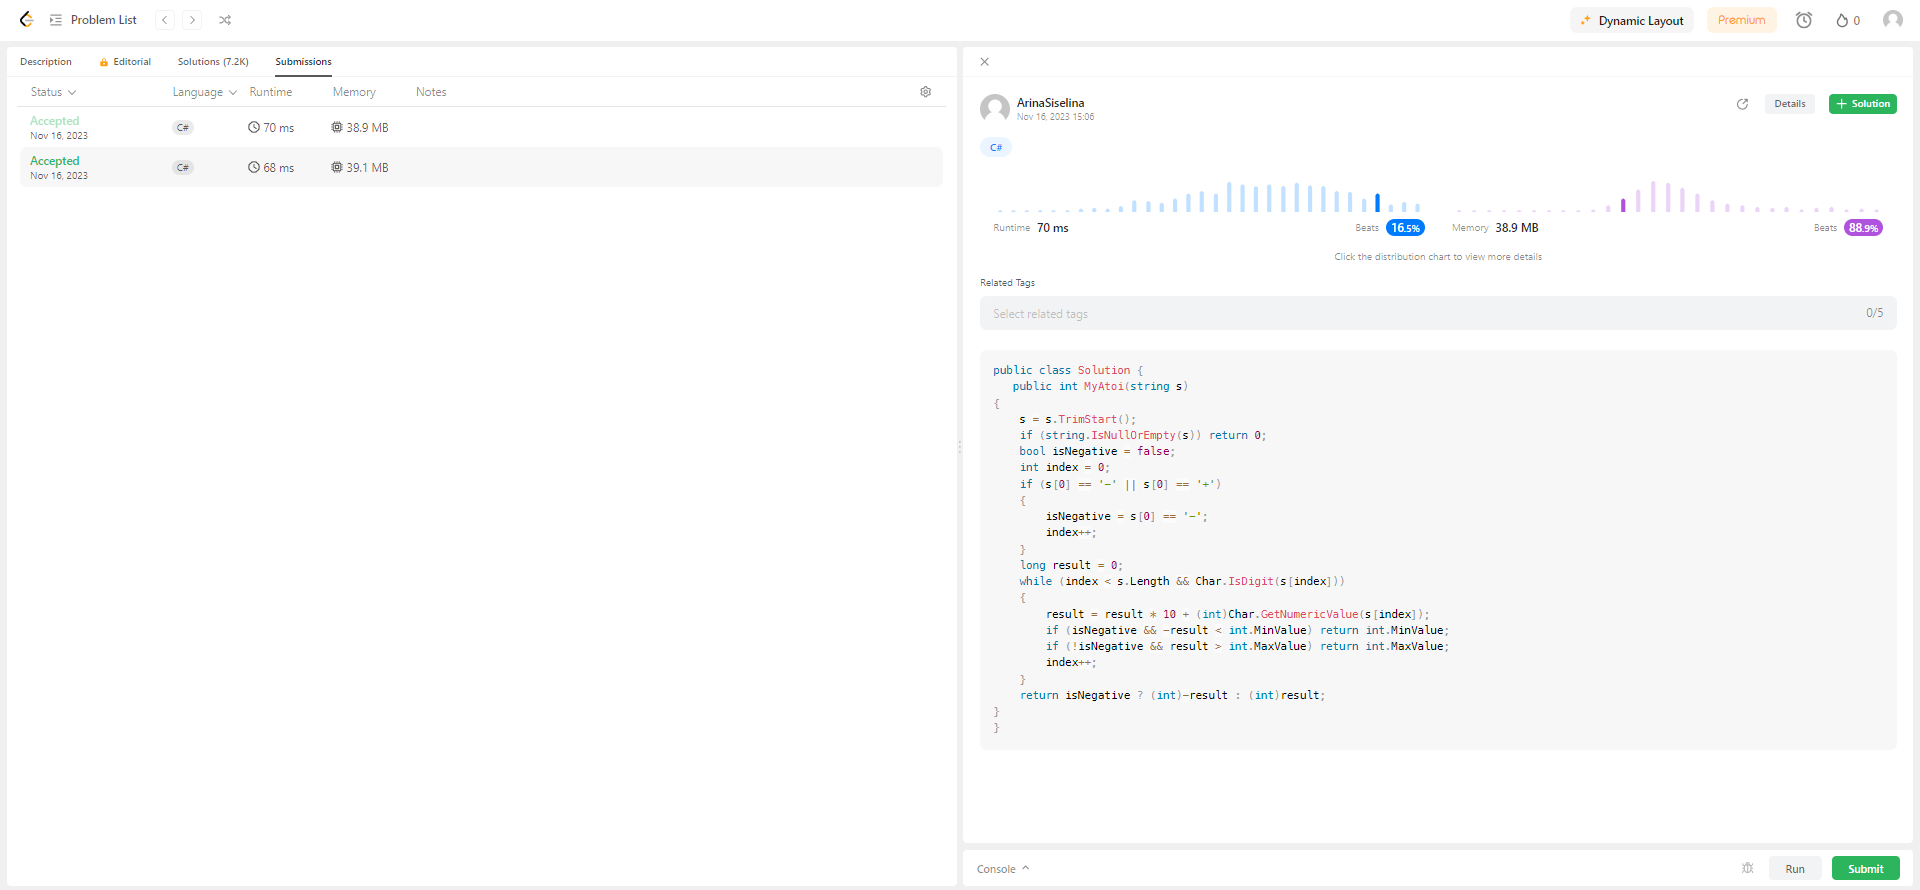 Problem List
Dynamic Layout
Premium
0
Description
Editorial
Solutions (7.2K)
Submissions
Status
Language
Runtime
Memory
Notes
Accepted
Nov 16, 2023
C#
70 ms
38.9 MB
Accepted
Nov 16, 2023
C#
68 ms
39.1 MB
ArinaSiselina
Nov 16, 2023 15:06
Details
+ Solution
C#
Runtime 70 ms
Beats 16.5%
Memory 38.9 MB
Beats 88.9%
Click the distribution chart to view more details
Related Tags
Select related tags
0/5
public class Solution {
   public int MyAtoi(string s)
{
    s = s.TrimStart();
    if (string.IsNullOrEmpty(s)) return 0;
    bool isNegative = false;
    int index = 0;
    if (s[0] == '-' || s[0] == '+')
    {
        isNegative = s[0] == '-';
        index++;
    }
    long result = 0;
    while (index < s.Length && Char.IsDigit(s[index]))
    {
        result = result * 10 + (int)Char.GetNumericValue(s[index]);
        if (isNegative && -result < int.MinValue) return int.MinValue;
        if (!isNegative && result > int.MaxValue) return int.MaxValue;
        index++;
    }
    return isNegative ? (int)-result : (int)result;
}
}
Console
Run
Submit